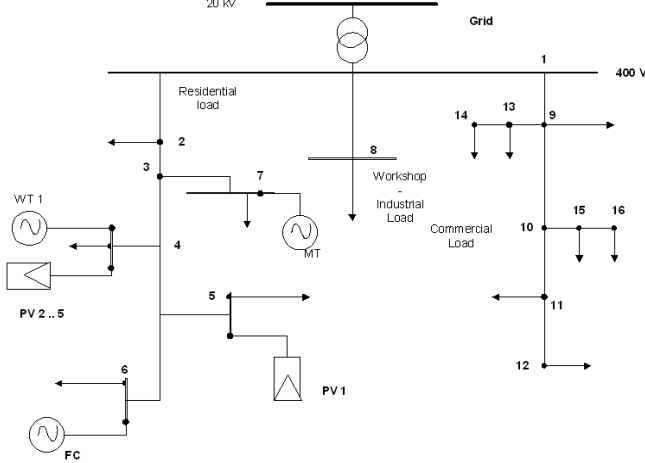 20 kV
Grid
1
400 V
Residential
load
14
13
9
2
8
3
7
Workshop
-
Industrial
Load
WT 1
MT
Commercial
Load
10
15
16
4
5
11
PV 2 .. 5
6
12
PV 1
FC